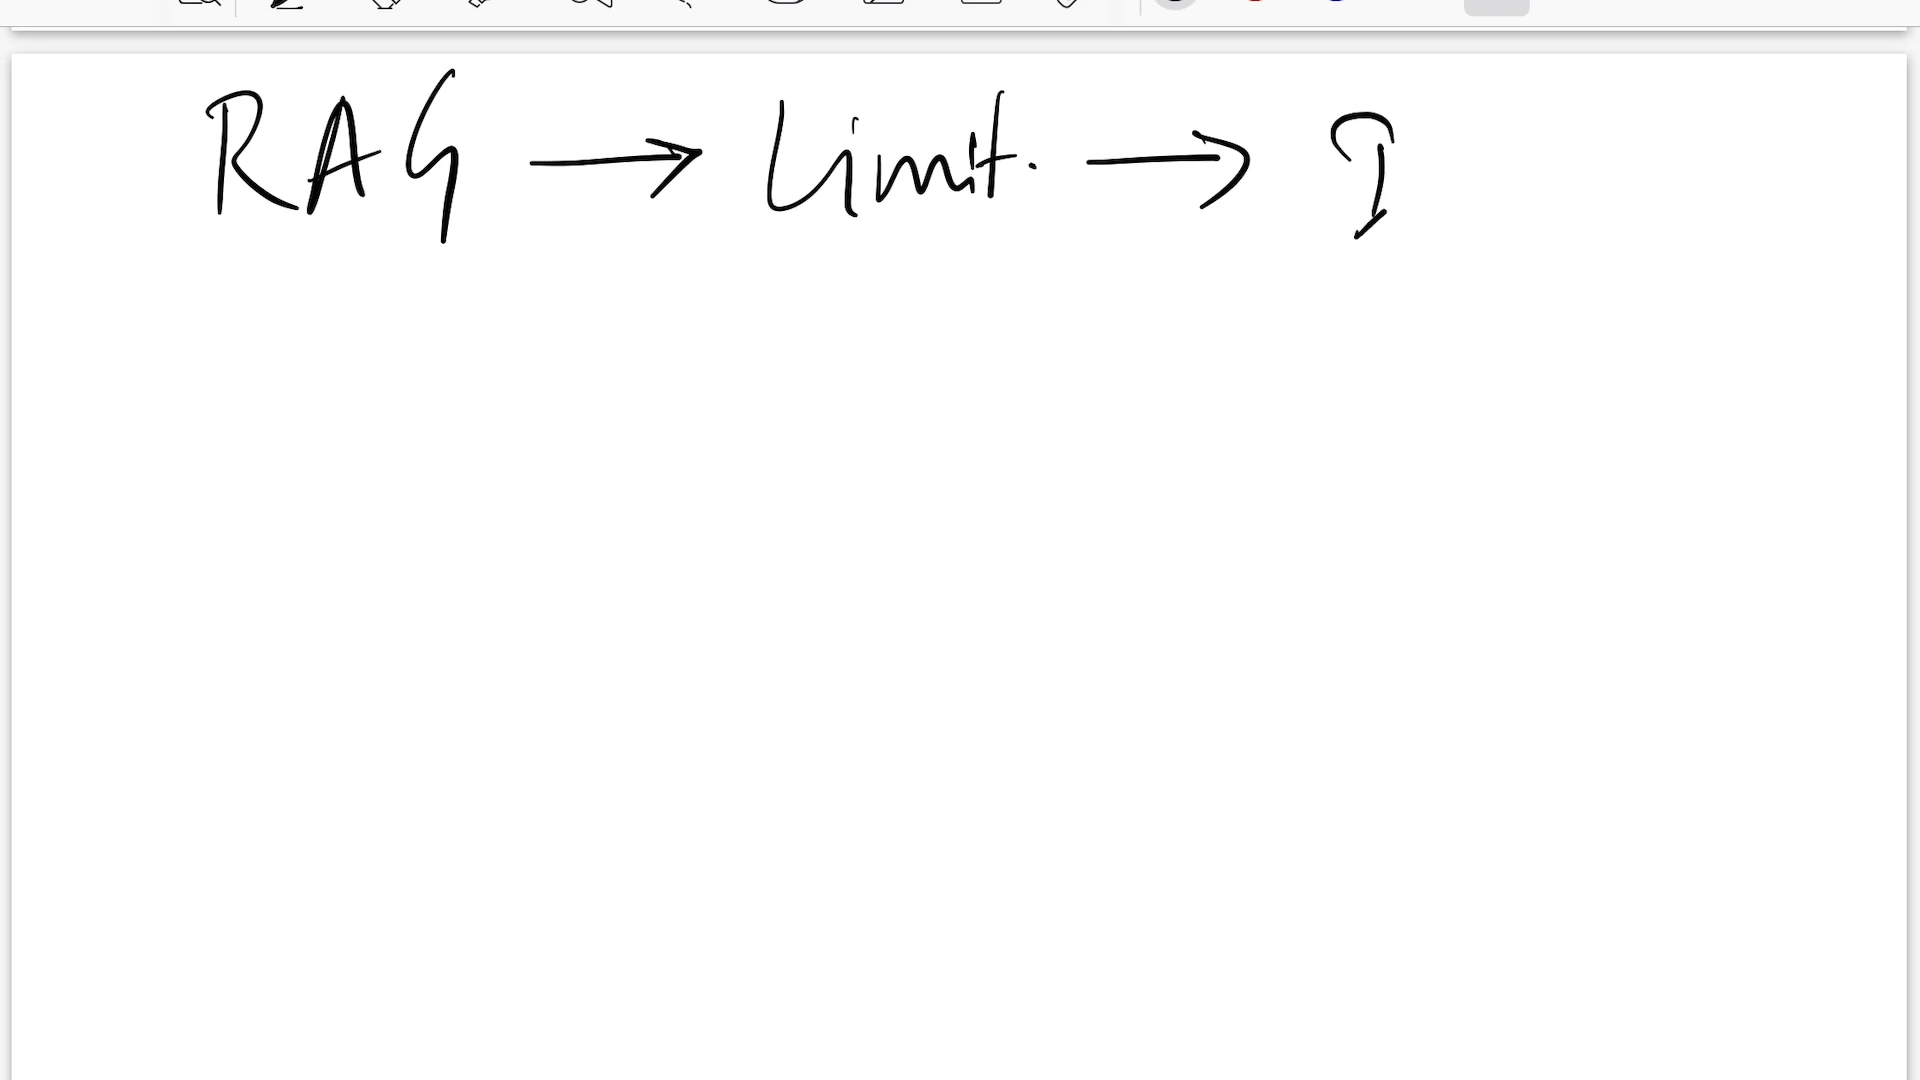 RAG → Limit. →